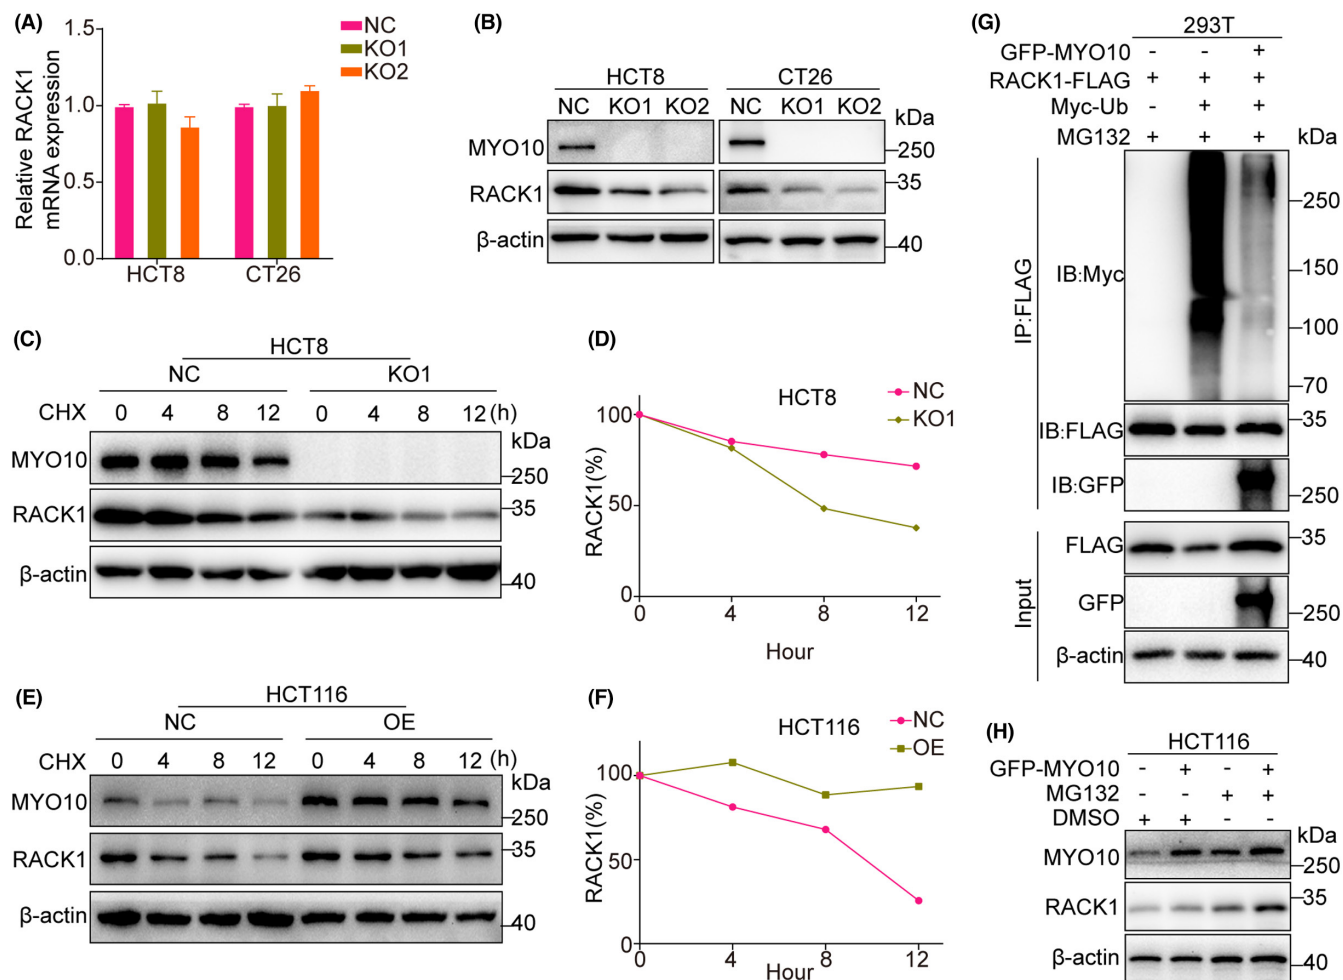 (A)
1.5
1.0
0.5
0.0
Relative RACK1
mRNA expression
NC
KO1
KO2
HCT8 CT26
(B)
HCT8 CT26
NC KO1 KO2 NC KO1 KO2
kDa
MYO10 250
RACK1 35
β-actin 40
(C)
HCT8
NC KO1
CHX 0 4 8 12 0 4 8 12 (h)
kDa
MYO10 250
RACK1 35
β-actin 40
(D)
HCT8
NC
KO1
100
50
0
RACK1(%)
0 4 8 12
Hour
(E)
HCT116
NC OE
CHX 0 4 8 12 0 4 8 12 (h)
kDa
MYO10 250
RACK1 35
β-actin 40
(F)
HCT116
NC
OE
100
50
0
RACK1(%)
0 4 8 12
Hour
(G)
293T
GFP-MYO10 - - +
RACK1-FLAG + + +
Myc-Ub - + +
MG132 + + + kDa
IP:FLAG
IB:Myc
250
150
100
70
IB:FLAG 35
IB:GFP 250
Input
FLAG 35
GFP 250
β-actin 40
(H)
HCT116
GFP-MYO10 - + - +
MG132 - - + +
DMSO + + - -
kDa
MYO10 250
RACK1 35
β-actin 40